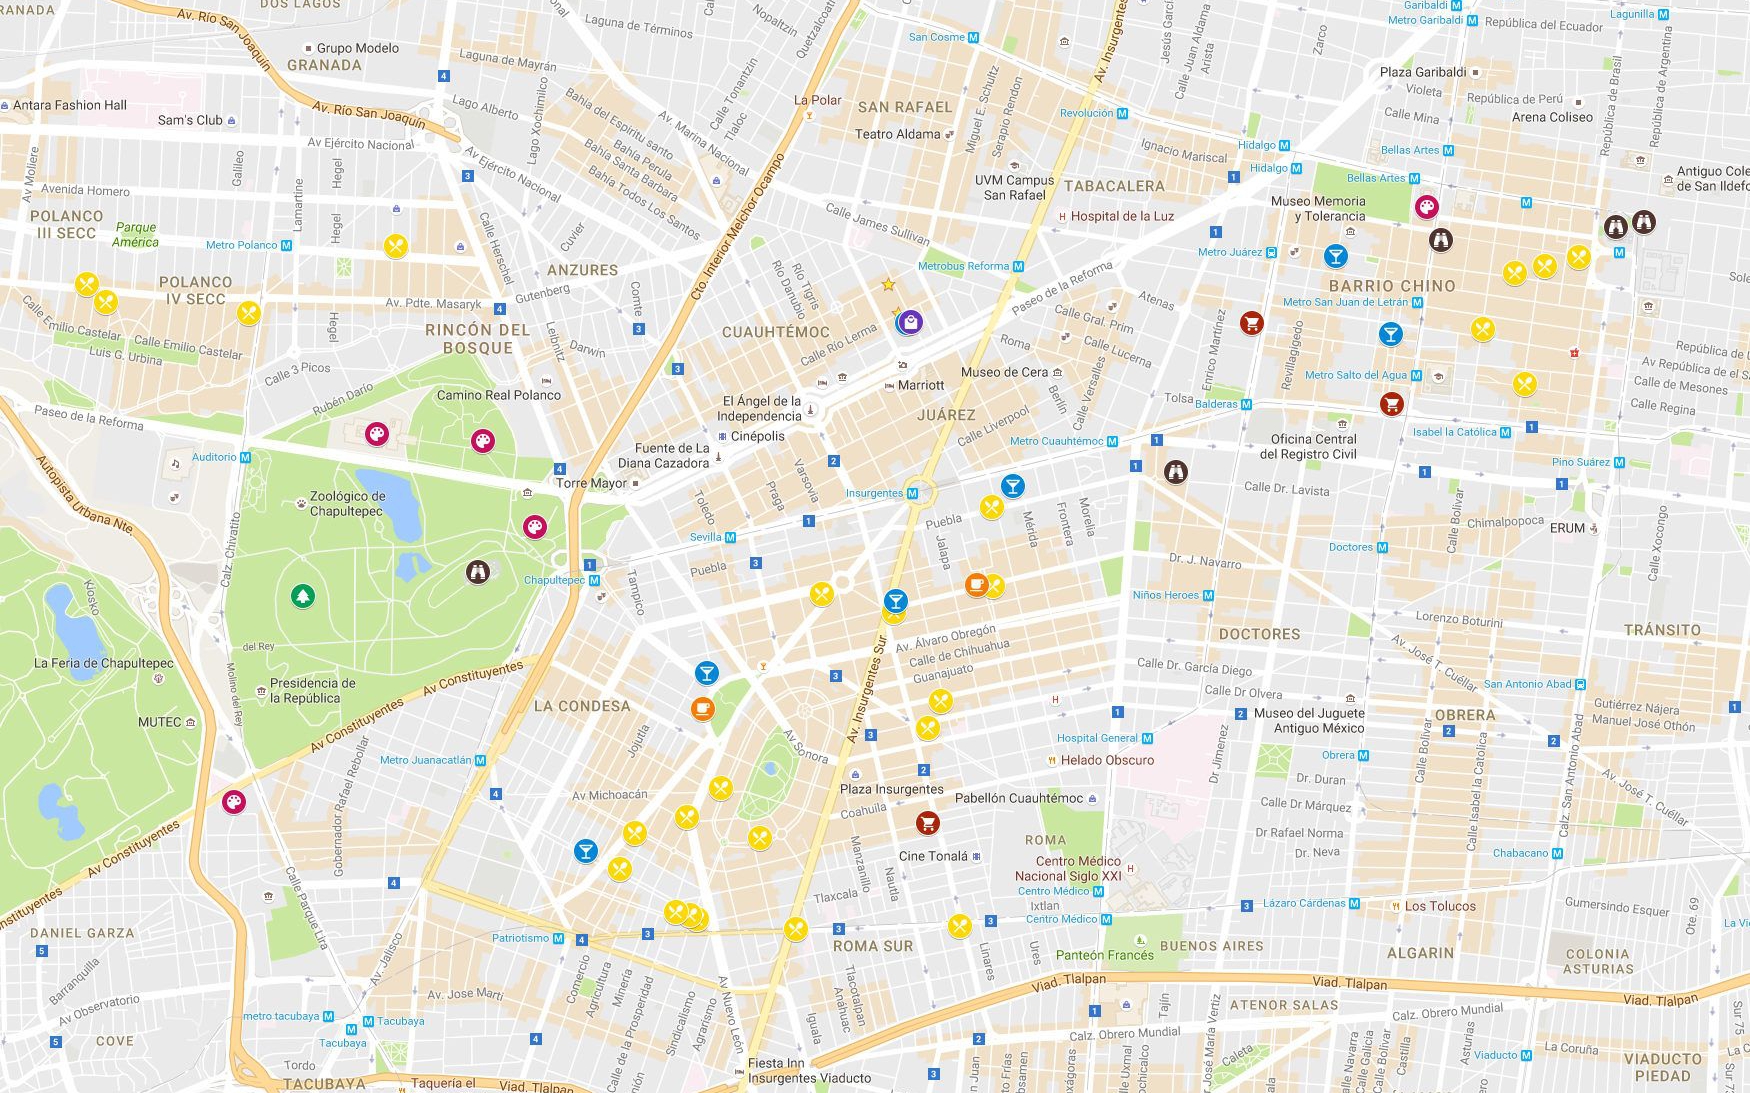 RANADA
DOS LAGOS
Av. Río San Joaquín
Laguna de Términos
Nopaltzin
Quetzalcoatl
San Cosme
Av. Insurgentes
Jesús García
Calle Juan Aldama
Arista
Zarco
Garibaldi
Metro Garibaldi
República del Ecuador
Lagunilla
República de Argentina
República de Brasil
Grupo Modelo
GRANADA
Laguna de Mayrán
Plaza Garibaldi
Violeta
Antara Fashion Hall
Sam's Club
Av. Río San Joaquín
Lago Alberto
Lago Xochimilco
Bahía del Espíritu santo
Bahía Perula
Bahía Santa Barbara
Bahía Todos Los Santos
Av. Marina Nacional
Calle Tonantzin
Tlaloc
La Polar
SAN RAFAEL
Teatro Aldama
Miguel E. Schultz
Serapio Rendon
Revolución
República de Perú
Arena Coliseo
Calle Mina
Av Ejército Nacional
Av Ejército Nacional
Hidalgo
Hidalgo
Ignacio Mariscal
Bellas Artes
Bellas Artes
Antiguo Cole
de San Ildefo
Av Moliere
Galileo
Hegel
Lamartine
Hegel
Avenida Homero
POLANCO
III SECC
Parque
América
Metro Polanco
Calle Herschel
Cuvier
ANZURES
Cto. Interior Melchor Ocampo
Calle James Sullivan
UVM Campus
San Rafael
TABACALERA
Hospital de la Luz
Museo Memoria
y Tolerancia
Metro Juárez
Metrobus Reforma
Paseo de la Reforma
POLANCO
IV SECC
Av. Pdte. Masaryk
Gutenberg
Comte
Río Tigris
Río Danubio
Atenas
BARRIO CHINO
Metro San Juan de Letrán
Sole
Calle Emilio Castelar
Calle Emilio Castelar
Luis G. Urbina
Hegel
RINCÓN DEL
BOSQUE
Leibnitz
Darwin
CUAUHTÉMOC
Calle Río Lerma
Calle Gral. Prim
Calle Lucerna
Roma
Enrico Martínez
Revillagigedo
República de
Av República de El S
Calle 3 Picos
Rubén Darío
Camino Real Polanco
Marriott
Museo de Cera
Berlín
Calle Versalles
Metro Salto del Agua
Calle de Mesones
Calle Regina
Paseo de la Reforma
El Ángel de la
Independencia
JUÁREZ
Calle Liverpool
Tolsa
Balderas
Isabel la Católica
Cinépolis
Metro Cuauhtémoc
Oficina Central
del Registro Civil
Fuente de La
Diana Cazadora
Auditorio
Autopista Urbana Nte.
Torre Mayor
Varsovia
Praga
Toledo
Insurgentes
Pino Suárez
Zoológico de
Chapultepec
Puebla
Mérida
Frontera
Morelia
Jalapa
Calle Dr. Lavista
Calle Bolivar
Chimalpopoca
ERUM
Calle Xocongo
Sevilla
Puebla
Dr. J. Navarro
Doctores
Calz. Chivatito
Kiosko
Chapultepec
Tampico
Niños Heroes
Lorenzo Boturini
del Rey
Av. Álvaro Obregón
Calle de Chihuahua
Guanajuato
DOCTORES
TRÁNSITO
Av. José T. Cuéllar
La Feria de Chapultepec
Molino del Rey
Presidencia de
la República
Av Constituyentes
Av. Insurgentes Sur
Calle Dr. García Diego
Calle Dr Olvera
San Antonio Abad
MUTEC
Av Constituyentes
LA CONDESA
Museo del Juguete
Antiguo México
OBRERA
Gutiérrez Nájera
Manuel José Othón
Jojutla
Av Sonora
Hospital General
Obrera
Metro Juanacatlán
Helado Obscuro
Dr Jimenez
Dr. Duran
Av. José T. Cuéllar
Gobernador Rafael Rebollar
Av Michoacán
Plaza Insurgentes
Coahuila
Pabellón Cuauhtémoc
Calle Dr Márquez
Calle Bolivar
Calle Isabel la Catolica
Calz. San Antonio Abad
Av Constituyentes
ROMA
Dr Rafael Norma
Dr. Neva
Cine Tonalá
Centro Médico
Nacional Siglo XXI
Chabacano
Manzanillo
Nautla
Tlaxcala
Centro Médico
Ixtlan
Centro Médico
Lázaro Cárdenas
Los Tolucos
Gumersindo Esquer
Ote. 69
nstituyentes
Calle Parque Lira
DANIEL GARZA
Patriotismo
ROMA SUR
Linares
Ures
Panteón Francés
BUENOS AIRES
ALGARIN
COLONIA
ASTURIAS
La Vi
Barranquilla
Av. Jalisco
Comercio
Agricultura
Minería
Calle de la Prosperidad
Sindicalismo
Agrarismo
Av Nuevo León
Tlacotalpan
Anáhuac
Iguala
Viad. Tlalpan
Viad. Tlalpan
Viad. Tlalpan
Av Observatorio
Av. Jose Marti
Tajín
José María Vertiz
ATENOR SALAS
metro tacubaya
Tacubaya
Tacubaya
COVE
Calz. Obrero Mundial
Calz. Obrero Mundial
Asturias
La Coruña
Sur 75
Viaducto
VIADUCTO
PIEDAD
Caleta
Tordo
TACUBAYA
Taquería el
Viad. Tlalpan
Fiesta Inn
Insurgentes Viaducto